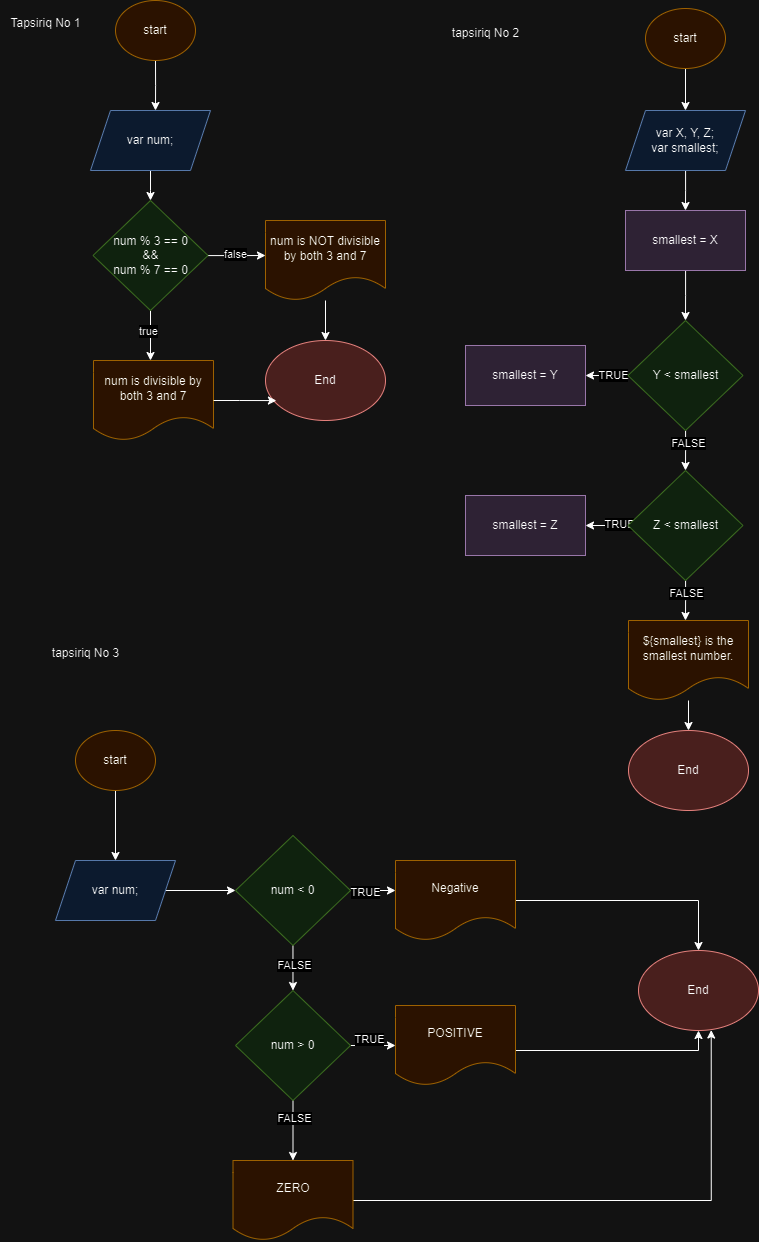 Tapsiriq No 1
start
var num;
num % 3 == 0
&&
num % 7 == 0
false
num is NOT divisible
by both 3 and 7
true
num is divisible by
both 3 and 7
End
tapsiriq No 2
start
var X, Y, Z;
var smallest;
smallest = X
Y < smallest
TRUE
smallest = Y
FALSE
Z < smallest
TRUE
smallest = Z
FALSE
${smallest} is the
smallest number.
End
tapsiriq No 3
start
var num;
num < 0
TRUE
Negative
FALSE
num > 0
TRUE
POSITIVE
FALSE
ZERO
End